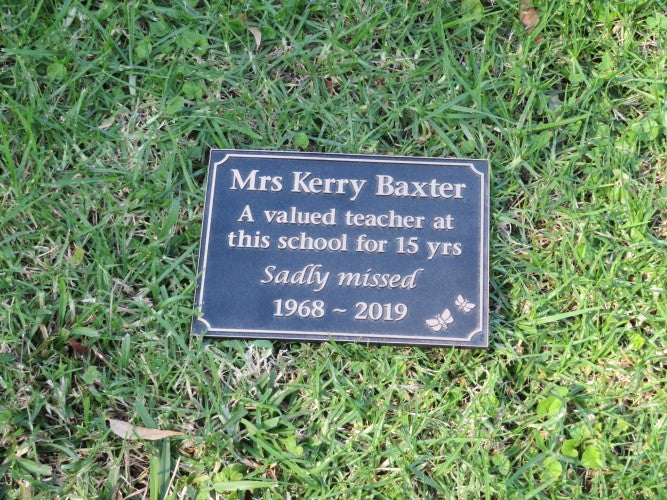 Mrs Kerry Baxter
A valued teacher at
this school for 15 yrs
Sadly missed
1968 ~ 2019